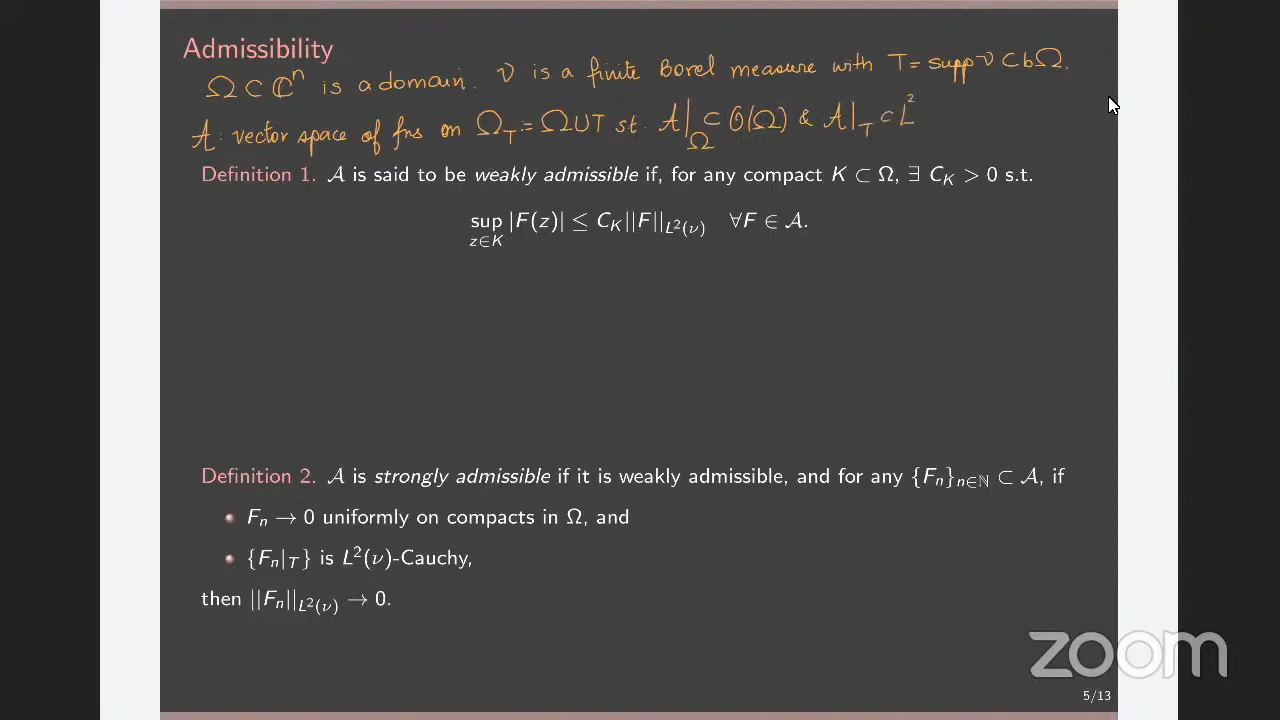 Admissibility
Ω ⊂ ℂⁿ is a domain. ν is a finite Borel measure with T = supp ν ⊂ bΩ.
𝒜: vector space of fns on Ω_T := Ω∪T st. 𝒜|_Ω ⊂ 𝒪(Ω) & 𝒜|_T ⊂ L²
Definition 1. 𝒜 is said to be weakly admissible if, for any compact K ⊂ Ω, ∃ C_K > 0 s.t.
sup_{z∈K} |F(z)| ≤ C_K ||F||_{L²(ν)} ∀F ∈ 𝒜.
Definition 2. 𝒜 is strongly admissible if it is weakly admissible, and for any {F_n}_{n∈ℕ} ⊂ 𝒜, if
F_n → 0 uniformly on compacts in Ω, and
{F_n|_T} is L²(ν)-Cauchy,
then ||F_n||_{L²(ν)} → 0.
zoom
5/13